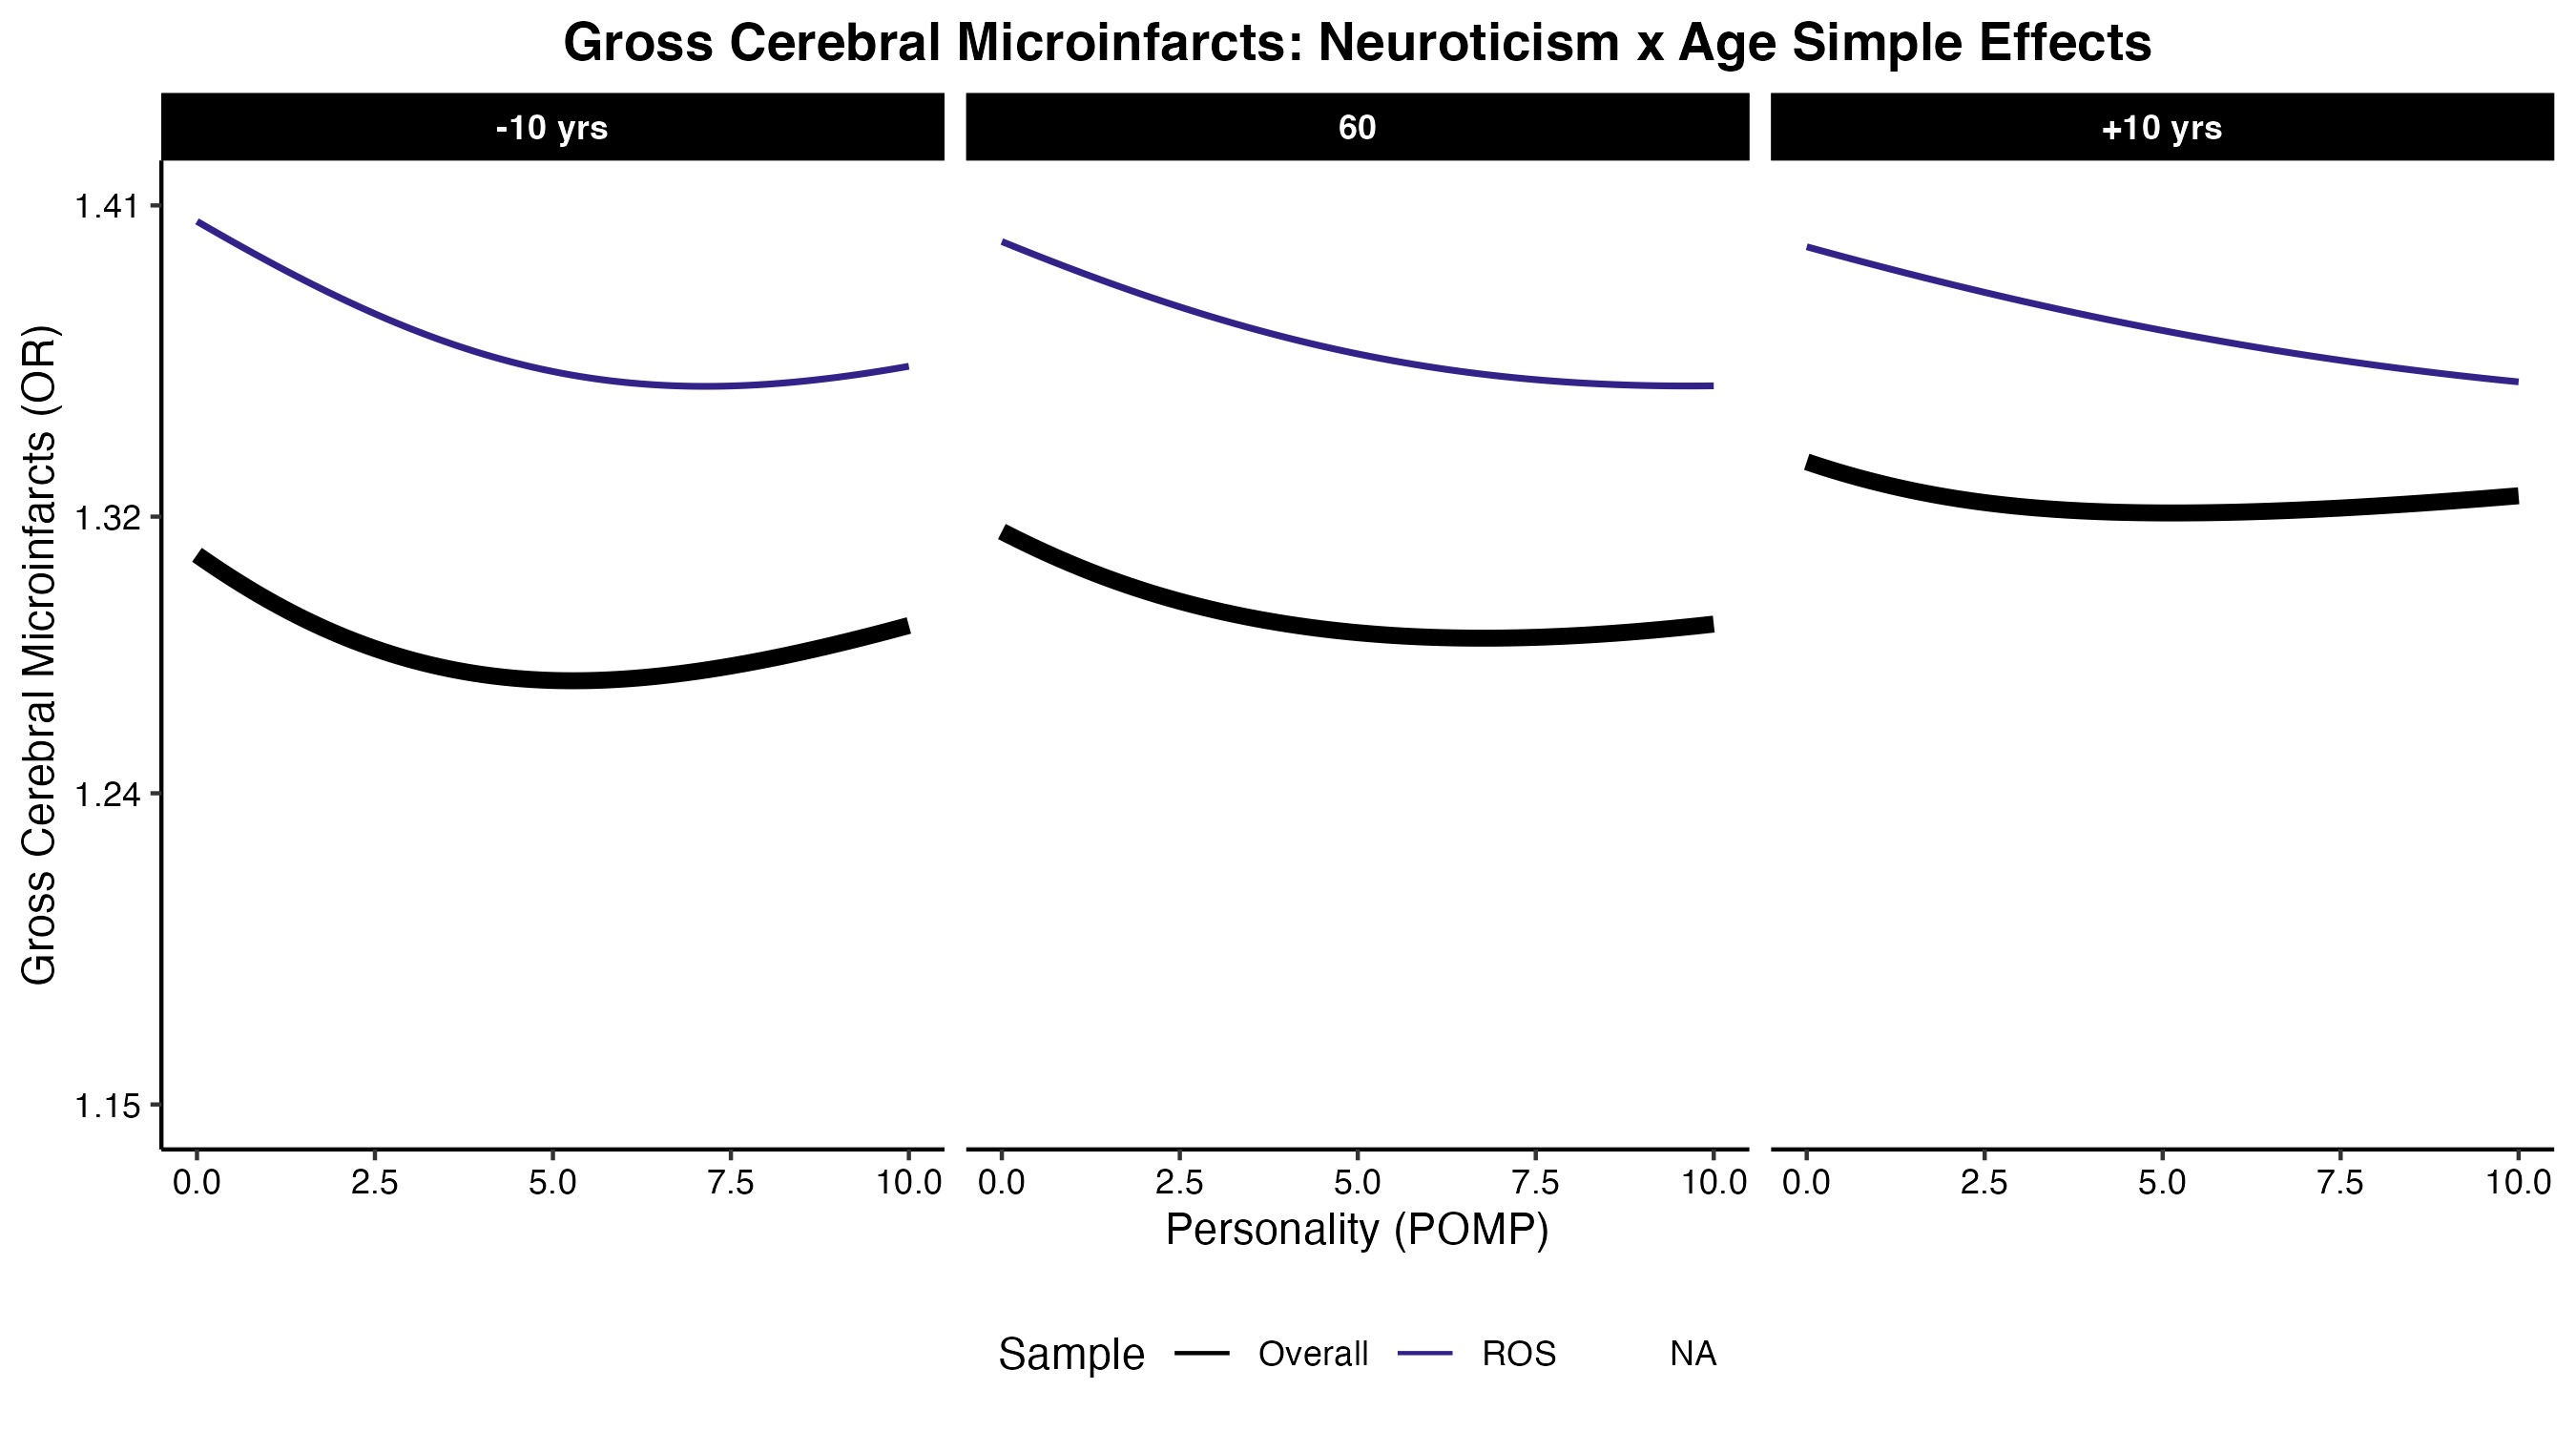 Gross Cerebral Microinfarcts: Neuroticism x Age Simple Effects
-10 yrs
60
+10 yrs
Gross Cerebral Microinfarcts (OR)
1.41
1.32
1.24
1.15
0.0 2.5 5.0 7.5 10.0
0.0 2.5 5.0 7.5 10.0
0.0 2.5 5.0 7.5 10.0
Personality (POMP)
Sample Overall ROS NA